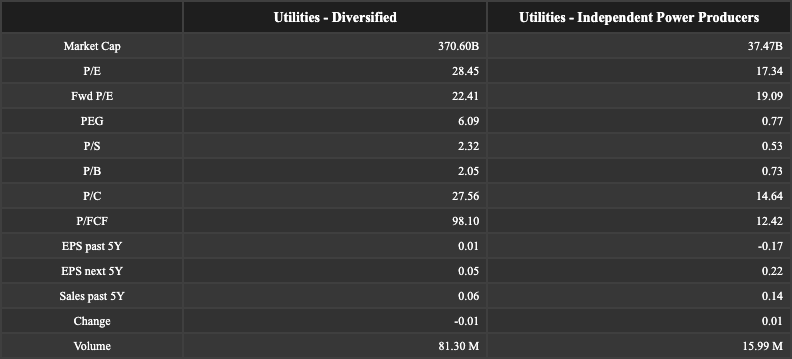 Utilities - Diversified Utilities - Independent Power Producers
Market Cap 370.60B 37.47B
P/E 28.45 17.34
Fwd P/E 22.41 19.09
PEG 6.09 0.77
P/S 2.32 0.53
P/B 2.05 0.73
P/C 27.56 14.64
P/FCF 98.10 12.42
EPS past 5Y 0.01 -0.17
EPS next 5Y 0.05 0.22
Sales past 5Y 0.06 0.14
Change -0.01 0.01
Volume 81.30 M 15.99 M